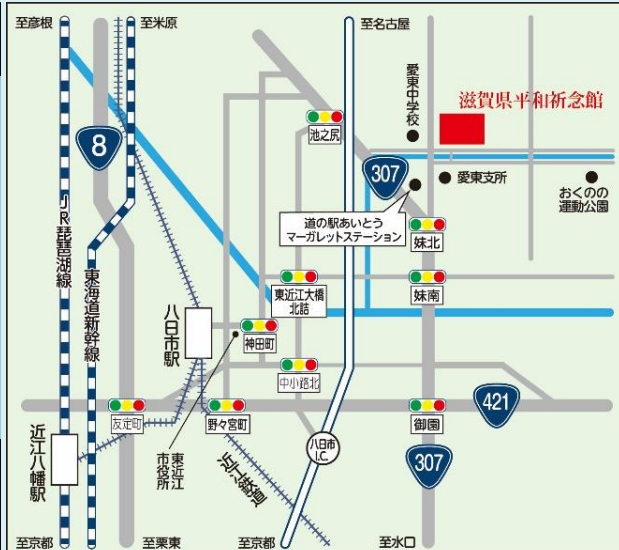 至彦根
至米原
至名古屋
愛東中学校
滋賀県平和祈念館
池之尻
8
307
愛東支所
おくのの
運動公園
道の駅あいとう
マーガレットステーション
妹北
JR琵琶湖線
東海道新幹線
東近江大橋
北詰
妹南
八日市駅
神田町
中小路北
421
友定町
野々宮町
御園
近江八幡駅
東近江
市役所
近江鉄道
八日市
I.C.
307
至京都
至栗東
至京都
至水口